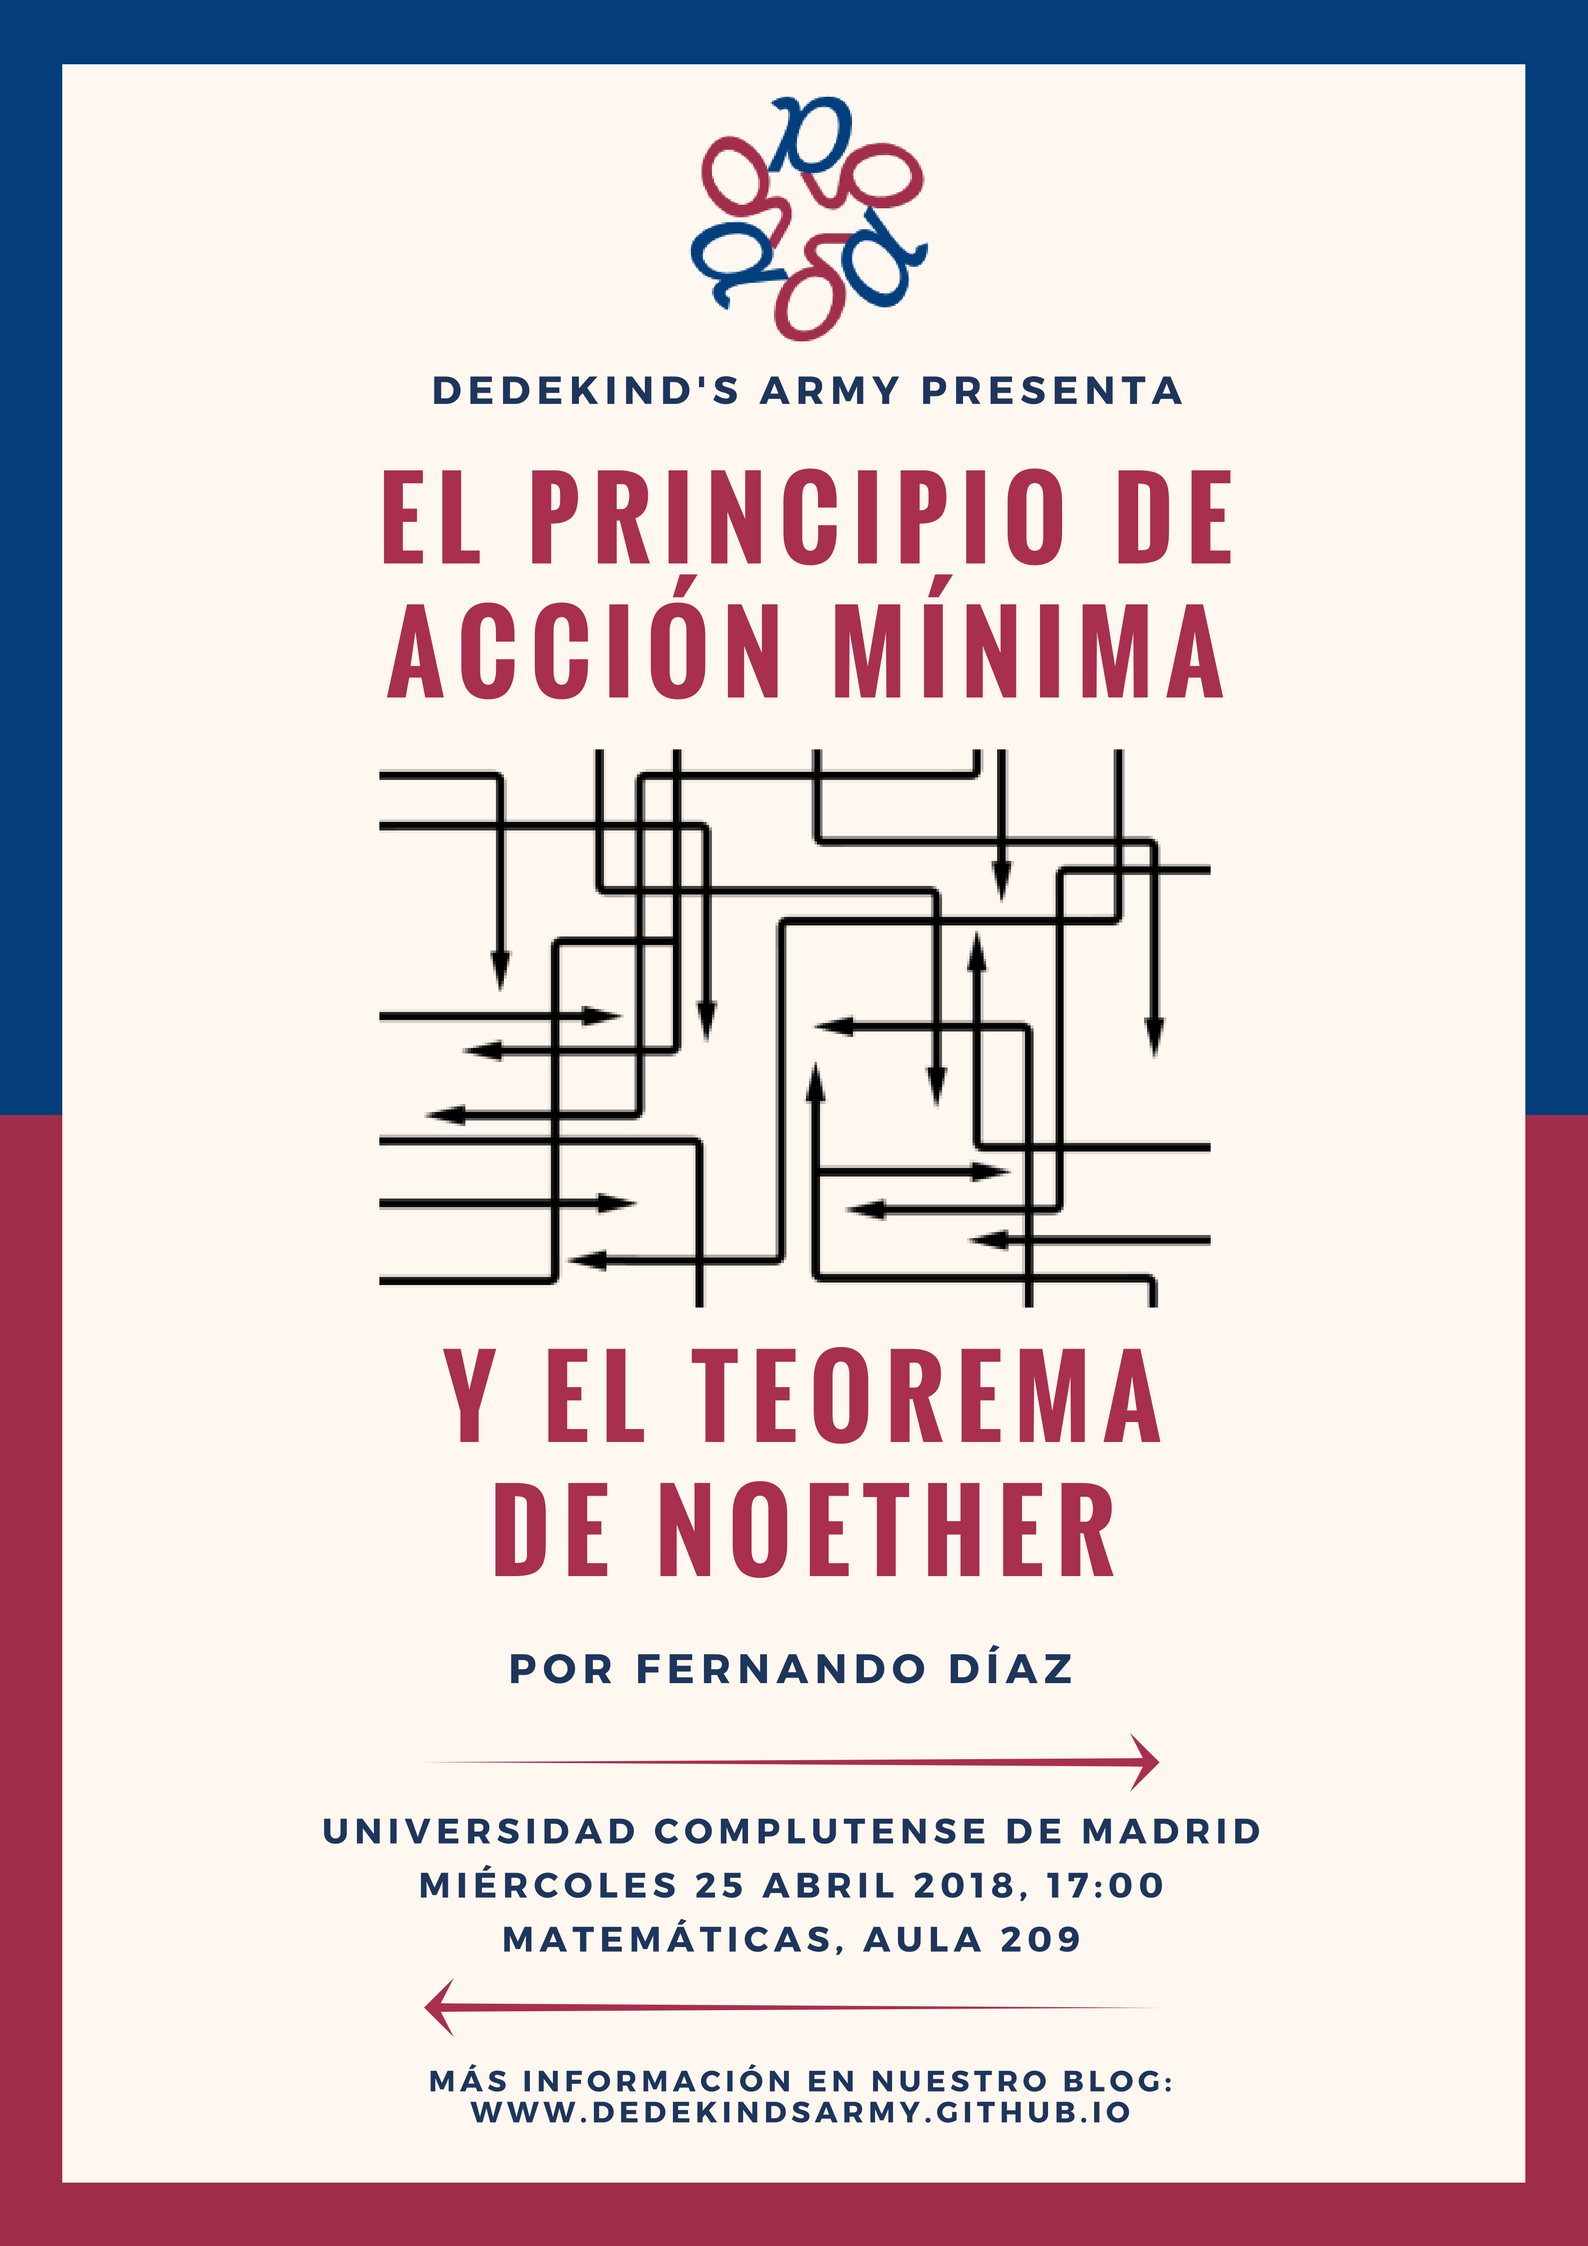 DEDEKIND'S ARMY PRESENTA
EL PRINCIPIO DE
ACCIÓN MÍNIMA
Y EL TEOREMA
DE NOETHER
POR FERNANDO DÍAZ
UNIVERSIDAD COMPLUTENSE DE MADRID
MIÉRCOLES 25 ABRIL 2018, 17:00
MATEMÁTICAS, AULA 209
MÁS INFORMACIÓN EN NUESTRO BLOG:
WWW.DEDEKINDSARMY.GITHUB.IO